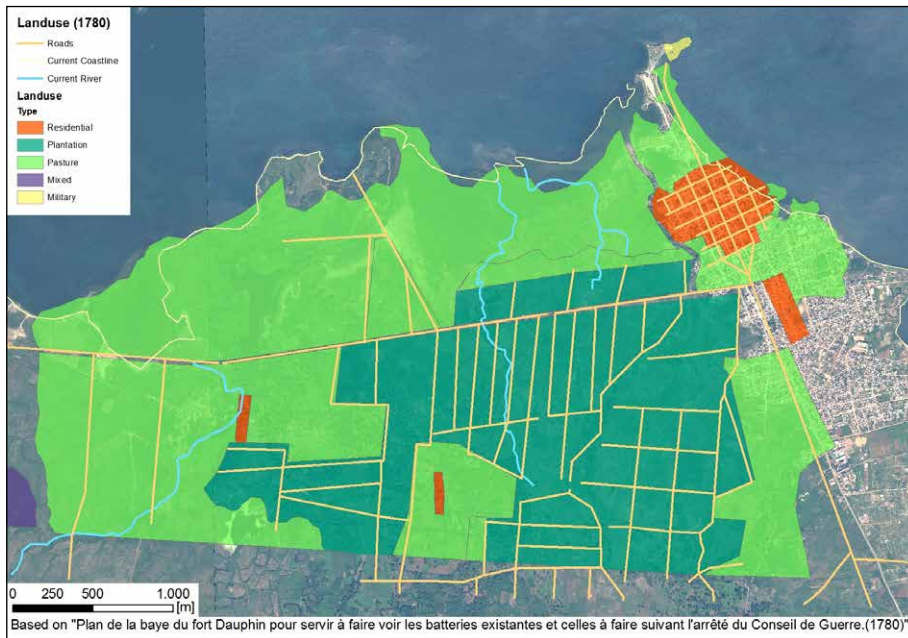 Landuse (1780)
Roads
Current Coastline
Current River
Landuse
Type
Residential
Plantation
Pasture
Mixed
Military
0 250 500 1.000
[m]
Based on "Plan de la baye du fort Dauphin pour servir à faire voir les batteries existantes et celles à faire suivant l'arrêté du Conseil de Guerre.(1780)"